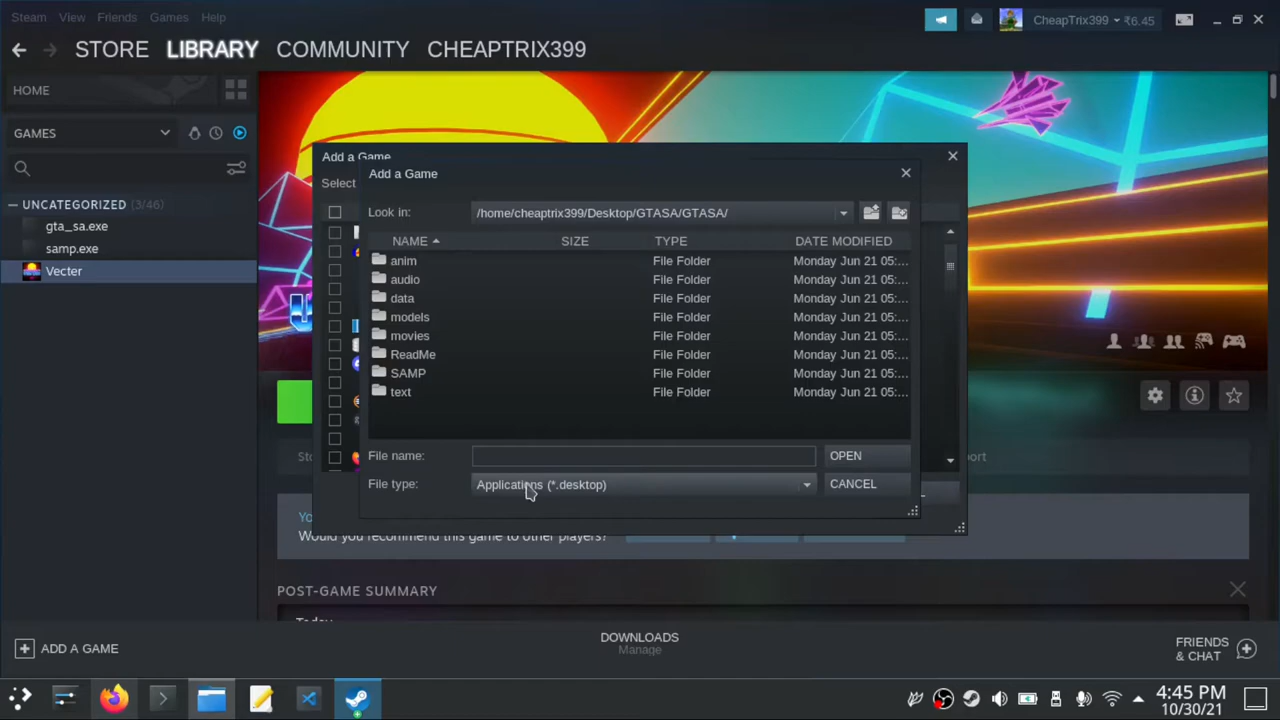 Steam View Friends Games Help
CheapTrix399 ₹6.45
STORE LIBRARY COMMUNITY CHEAPTRIX399
HOME
GAMES
UNCATEGORIZED (3/46)
gta_sa.exe
samp.exe
Vecter
Add a Game
Select
Add a Game
Look in: /home/cheaptrix399/Desktop/GTASA/GTASA/
NAME SIZE TYPE DATE MODIFIED
anim File Folder Monday Jun 21 05:...
audio File Folder Monday Jun 21 05:...
data File Folder Monday Jun 21 05:...
models File Folder Monday Jun 21 05:...
movies File Folder Monday Jun 21 05:...
ReadMe File Folder Monday Jun 21 05:...
SAMP File Folder Monday Jun 21 05:...
text File Folder Monday Jun 21 05:...
File name: OPEN
File type: Applications (*.desktop) CANCEL
Would you recommend this game to other players?
POST-GAME SUMMARY
Today
ADD A GAME
DOWNLOADS
Manage
FRIENDS
& CHAT
4:45 PM
10/30/21